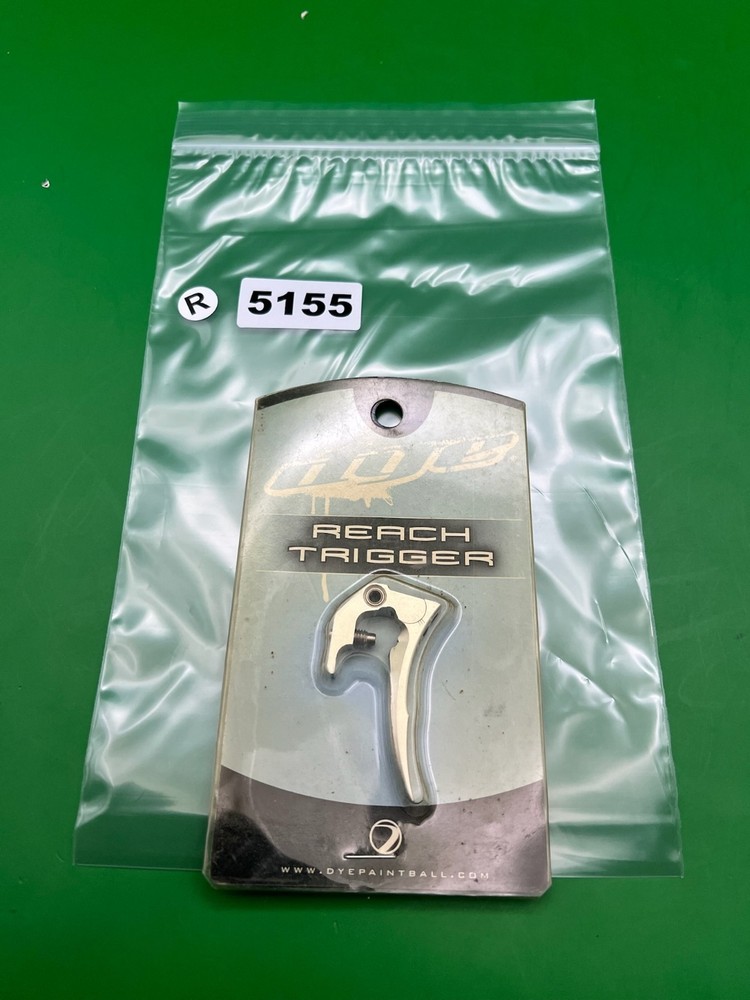 R 5155
REACH
TRIGGER
WWW.DYEPAINTBALL.COM